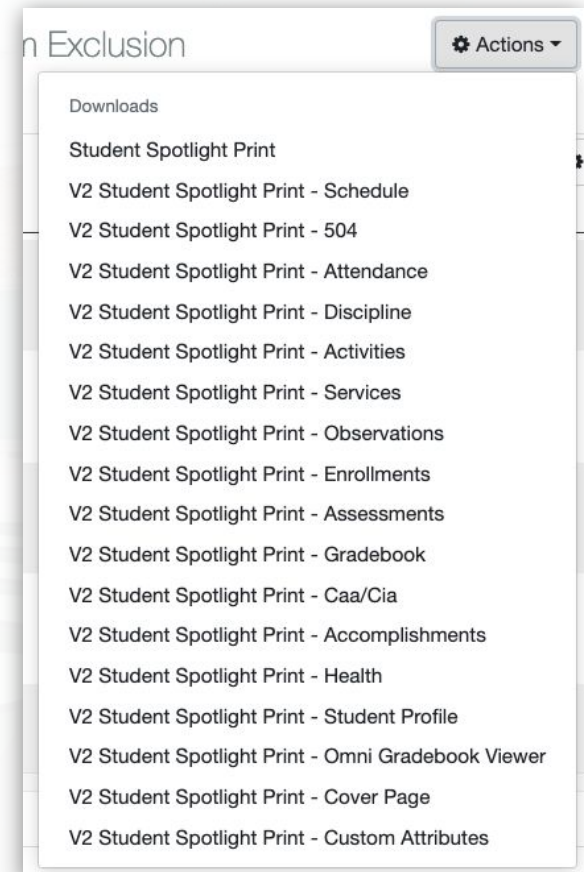 n Exclusion
Actions
Downloads
Student Spotlight Print
V2 Student Spotlight Print - Schedule
V2 Student Spotlight Print - 504
V2 Student Spotlight Print - Attendance
V2 Student Spotlight Print - Discipline
V2 Student Spotlight Print - Activities
V2 Student Spotlight Print - Services
V2 Student Spotlight Print - Observations
V2 Student Spotlight Print - Enrollments
V2 Student Spotlight Print - Assessments
V2 Student Spotlight Print - Gradebook
V2 Student Spotlight Print - Caa/Cia
V2 Student Spotlight Print - Accomplishments
V2 Student Spotlight Print - Health
V2 Student Spotlight Print - Student Profile
V2 Student Spotlight Print - Omni Gradebook Viewer
V2 Student Spotlight Print - Cover Page
V2 Student Spotlight Print - Custom Attributes